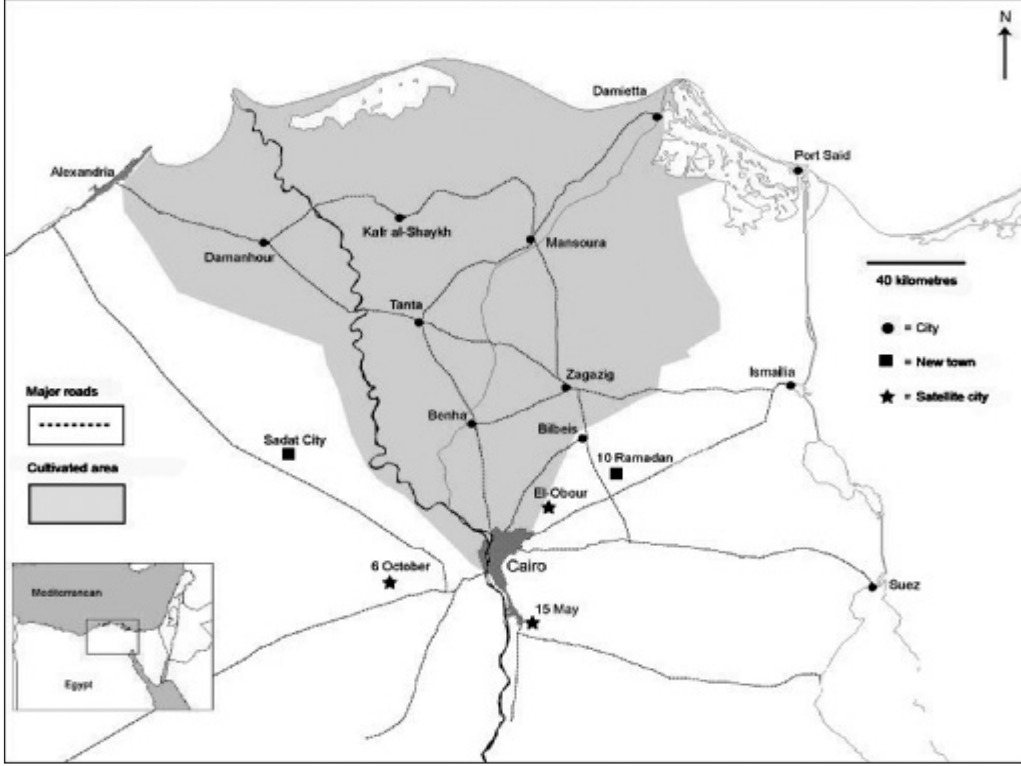 N
Damietta
Port Said
Alexandria
Kafr al-Shaykh
Mansoura
Damanhour
40 kilometres
Tanta
= City
= New town
Zagazig
Ismailia
= Satellite city
Major roads
Benha
Bilbeis
Sadat City
10 Ramadan
Cultivated area
El-Obour
6 October
Cairo
Mediterranean
Suez
15 May
Egypt